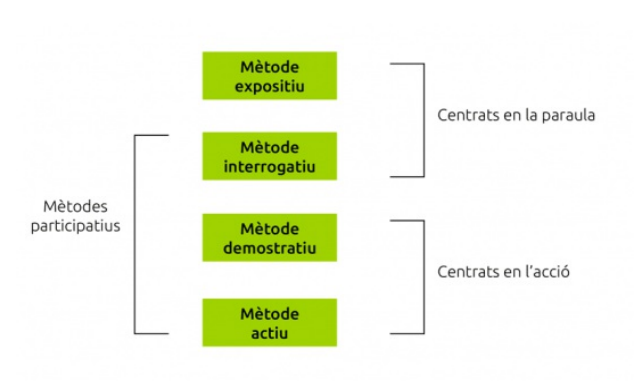 Mètode
expositiu
Centrats en la paraula
Mètode
interrogatiu
Mètodes
participatius
Mètode
demostratiu
Centrats en l'acció
Mètode
actiu